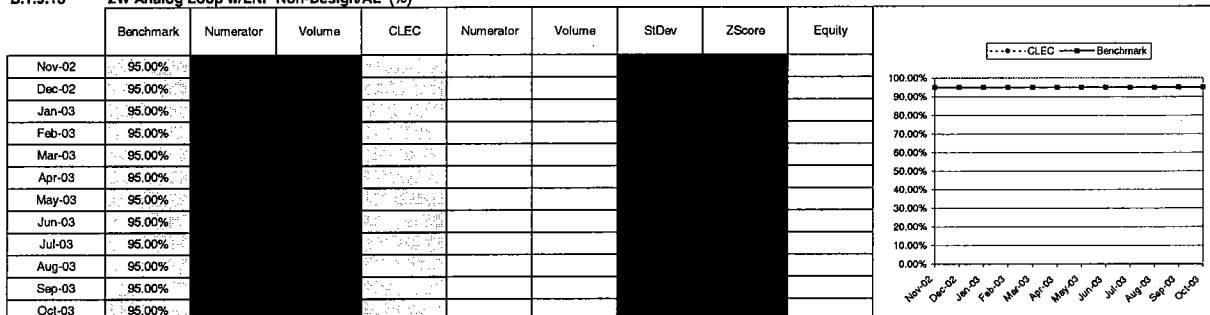 2W Analog Loop w/LNP Non-Design/AL (%)
Benchmark Numerator Volume CLEC Numerator Volume StDev ZScore Equity
Nov-02 95.00%
Dec-02 95.00%
Jan-03 95.00%
Feb-03 95.00%
Mar-03 95.00%
Apr-03 95.00%
May-03 95.00%
Jun-03 95.00%
Jul-03 95.00%
Aug-03 95.00%
Sep-03 95.00%
Oct-03 95.00%
CLEC Benchmark
100.00%
90.00%
80.00%
70.00%
60.00%
50.00%
40.00%
30.00%
20.00%
10.00%
0.00%
Nov-02 Dec-02 Jan-03 Feb-03 Mar-03 Apr-03 May-03 Jun-03 Jul-03 Aug-03 Sep-03 Oct-03